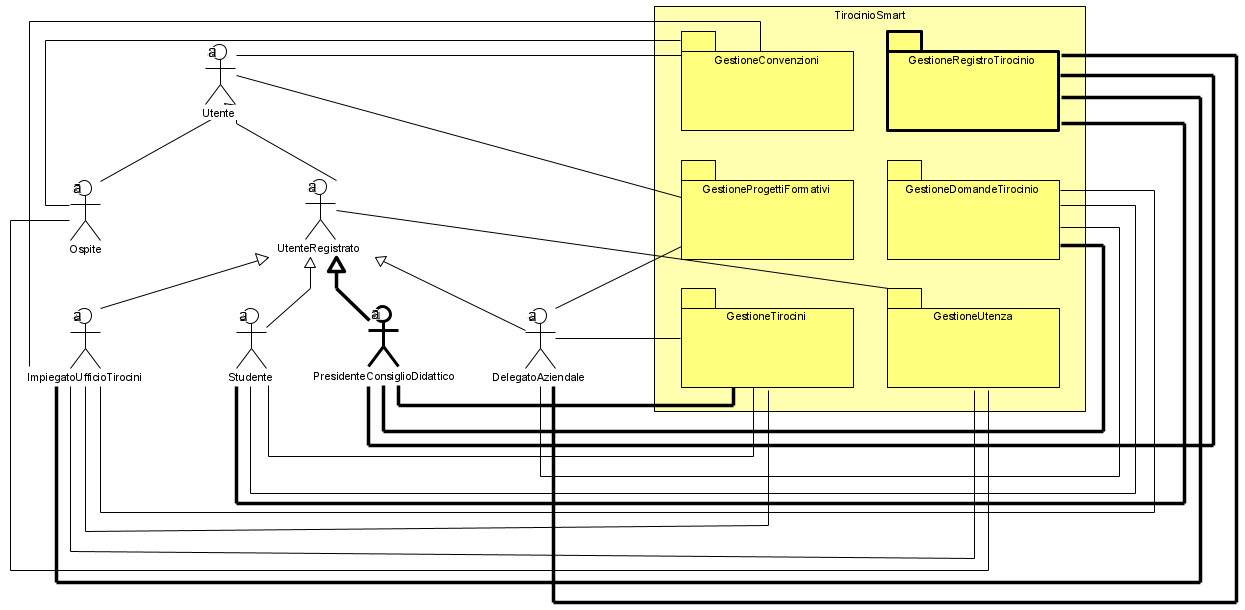 TirocinioSmart
a
Utente
GestioneConvenzioni
GestioneRegistroTirocinio
a
Ospite
a
UtenteRegistrato
GestioneProgettiFormativi
GestioneDomandeTirocinio
a
ImpiegatoUfficioTirocini
a
Studente
a
PresidenteConsiglioDidattico
a
DelegatoAziendale
GestioneTirocini
GestioneUtenza